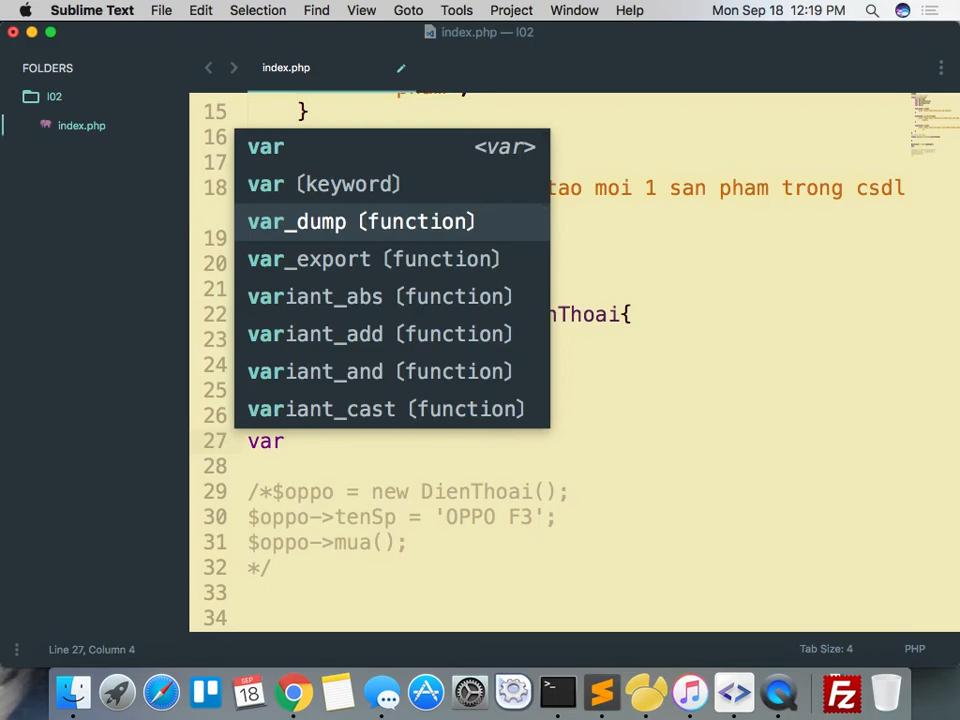 Sublime Text File Edit Selection Find View Goto Tools Project Window Help Mon Sep 18 12:19 PM
index.php — l02
FOLDERS
index.php
l02
index.php
15 }
16
var <var>
17
var (keyword)
18 tao moi 1 san pham trong csdl
var_dump (function)
19
var_export (function)
20
21
variant_abs (function)
22 nThoai{
variant_add (function)
23
24
variant_and (function)
25
26
variant_cast (function)
27 var
28
29 /*$oppo = new DienThoai();
30 $oppo->tenSp = 'OPPO F3';
31 $oppo->mua();
32 */
33
34
Line 27, Column 4 Tab Size: 4 PHP
SEP
18
Fz